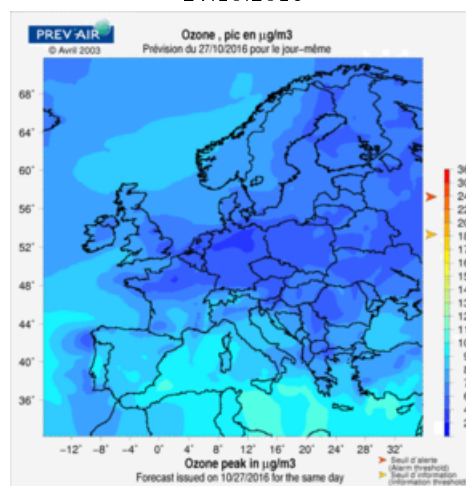 PREV'AIR
© Avril 2003
Ozone , pic en µg/m3
Prévision du 27/10/2016 pour le jour-même
68°
64°
60°
56°
52°
48°
44°
40°
36°
-12° -8° -4° 0° 4° 8° 12° 16° 20° 24° 28° 32°
Ozone peak in µg/m3
Forecast issued on 10/27/2016 for the same day
Seuil d'alerte
(Alarm threshold)
Seuil d'information
(Information threshold